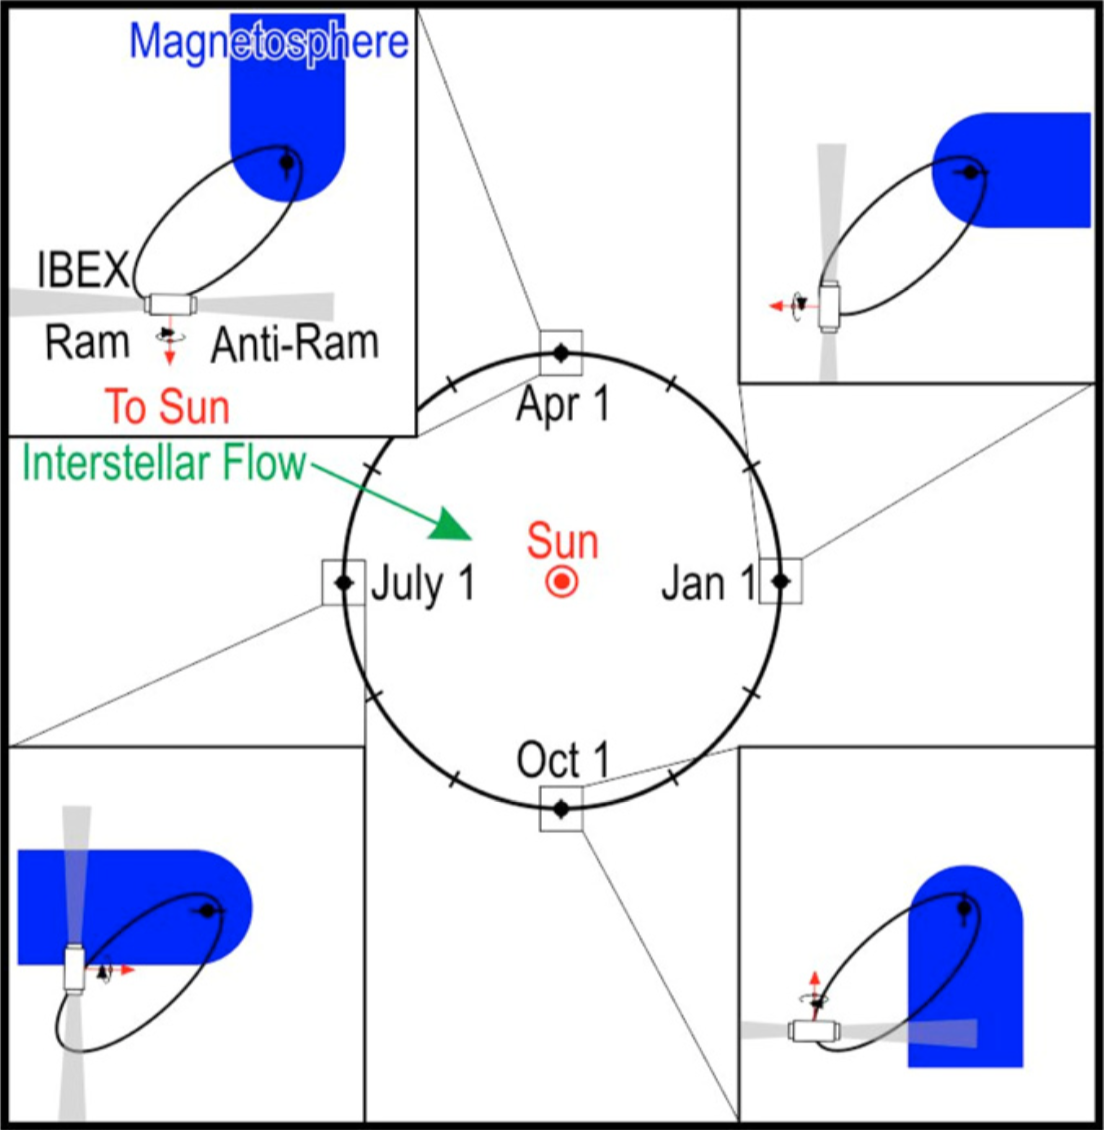 Magnetosphere
IBEX
Ram
Anti-Ram
To Sun
Apr 1
Interstellar Flow
Sun
July 1
Jan 1
Oct 1